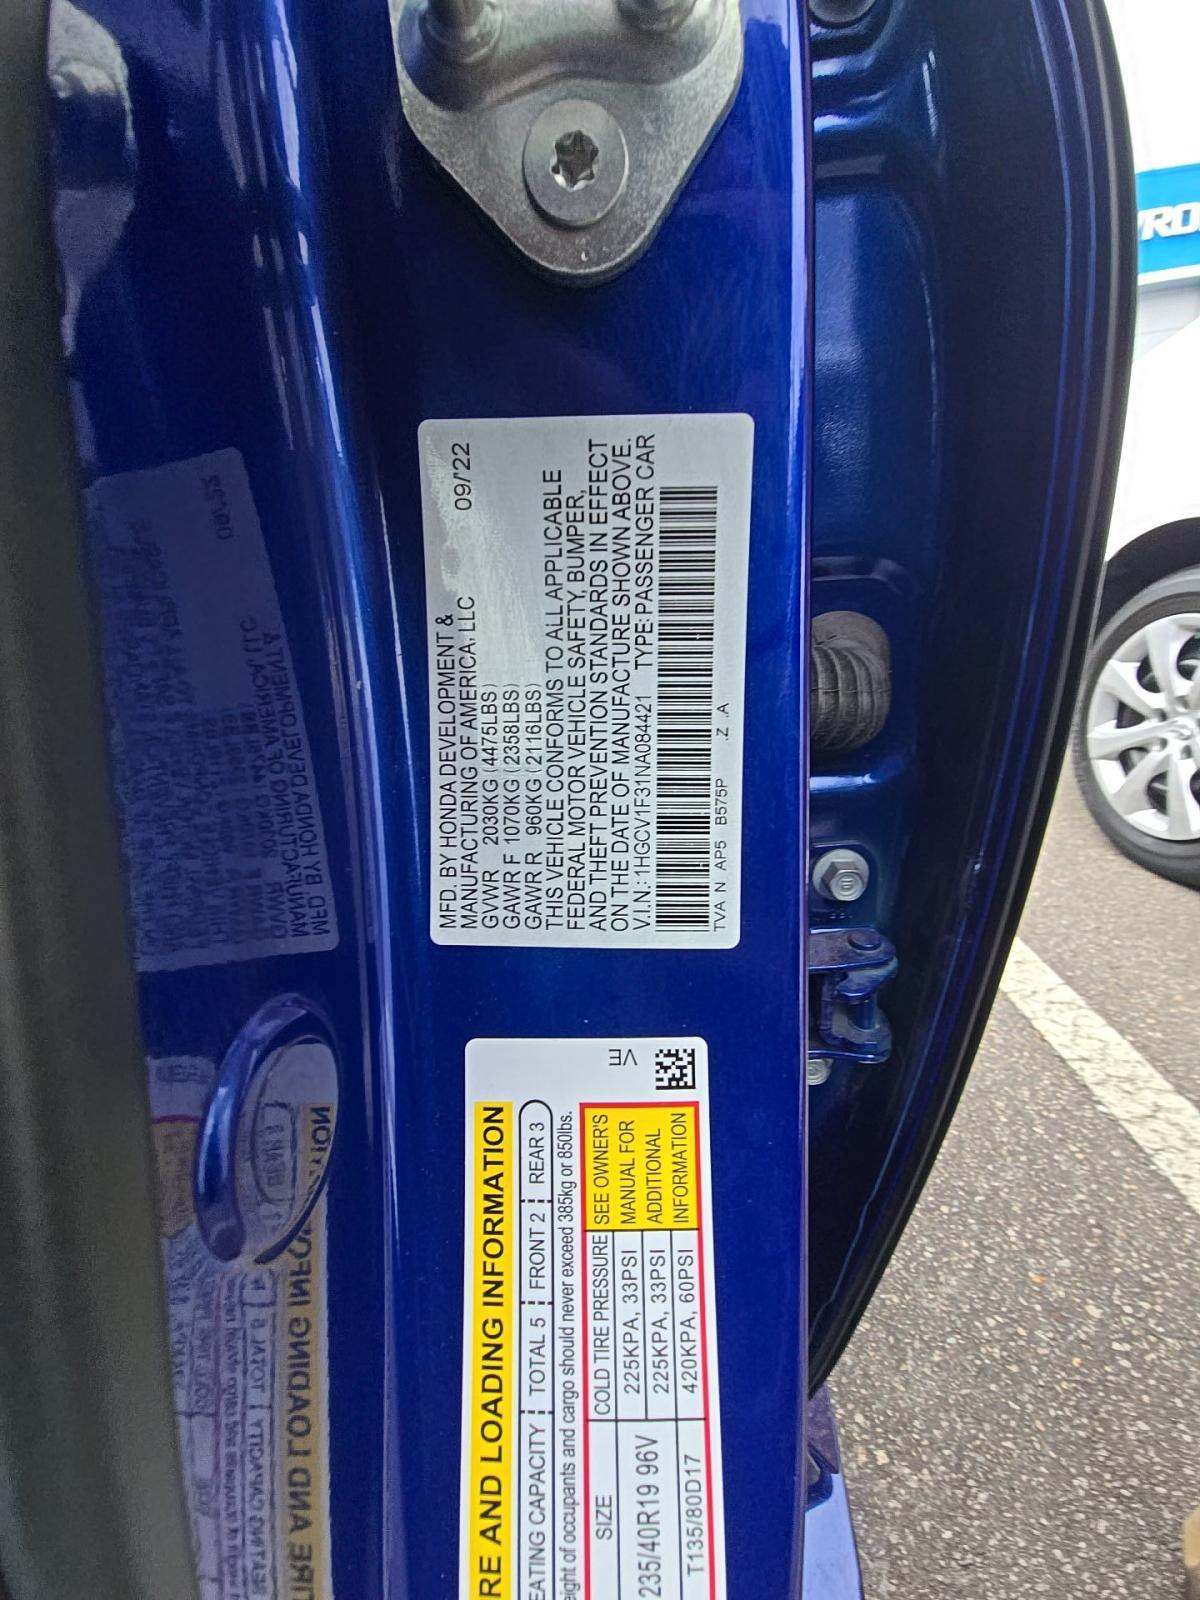 MFD. BY HONDA DEVELOPMENT &
MANUFACTURING OF AMERICA, LLC 09/'22
GVWR 2030KG (4475LBS)
GAWR F 1070KG (2358LBS)
GAWR R 960KG (2116LBS)
THIS VEHICLE CONFORMS TO ALL APPLICABLE
FEDERAL MOTOR VEHICLE SAFETY, BUMPER,
AND THEFT PREVENTION STANDARDS IN EFFECT
ON THE DATE OF MANUFACTURE SHOWN ABOVE.
V.I.N.: 1HGCV1F31NA084421 TYPE: PASSENGER CAR
TVA N AP5 B575P .Z .A
RE AND LOADING INFORMATION
EATING CAPACITY TOTAL 5 FRONT 2 REAR 3
eight of occupants and cargo should never exceed 385kg or 850lbs.
SIZE COLD TIRE PRESSURE SEE OWNER'S
MANUAL FOR
ADDITIONAL
INFORMATION
235/40R19 96V 225KPA, 33PSI
225KPA, 33PSI
T135/80D17 420KPA, 60PSI
VE
VRO